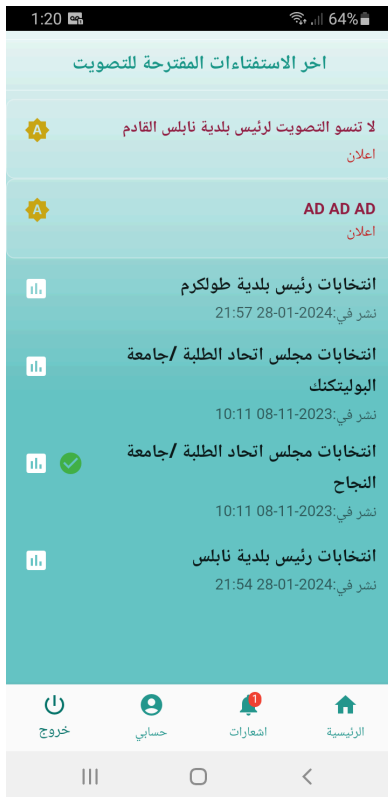 1:20 64%
اخر الاستفتاءات المقترحة للتصويت
لا تنسو التصويت لرئيس بلدية نابلس القادم
A
اعلان
AD AD AD
A
اعلان
انتخابات رئيس بلدية طولكرم
نشر في:2024-01-28 21:57
انتخابات مجلس اتحاد الطلبة /جامعة
البوليتكنك
نشر في:2023-11-08 10:11
انتخابات مجلس اتحاد الطلبة /جامعة
النجاح
نشر في:2023-11-08 10:11
انتخابات رئيس بلدية نابلس
نشر في:2024-01-28 21:54
1
الرئيسية اشعارات حسابي خروج